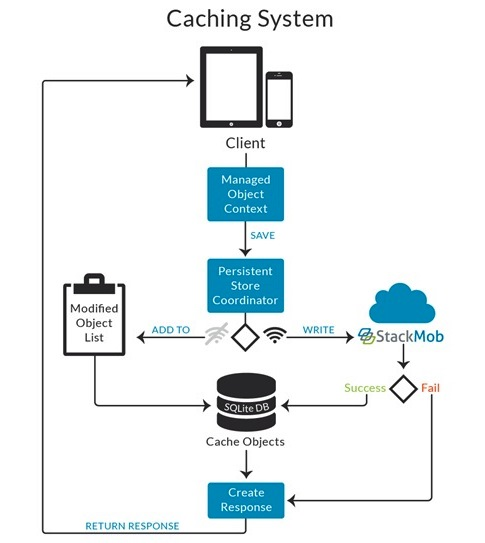 Caching System
Client
Managed
Object
Context
SAVE
Persistent
Store
Coordinator
Modified
Object
List
ADD TO
WRITE
StackMob
Success
Fail
SQLite DB
Cache Objects
Create
Response
RETURN RESPONSE